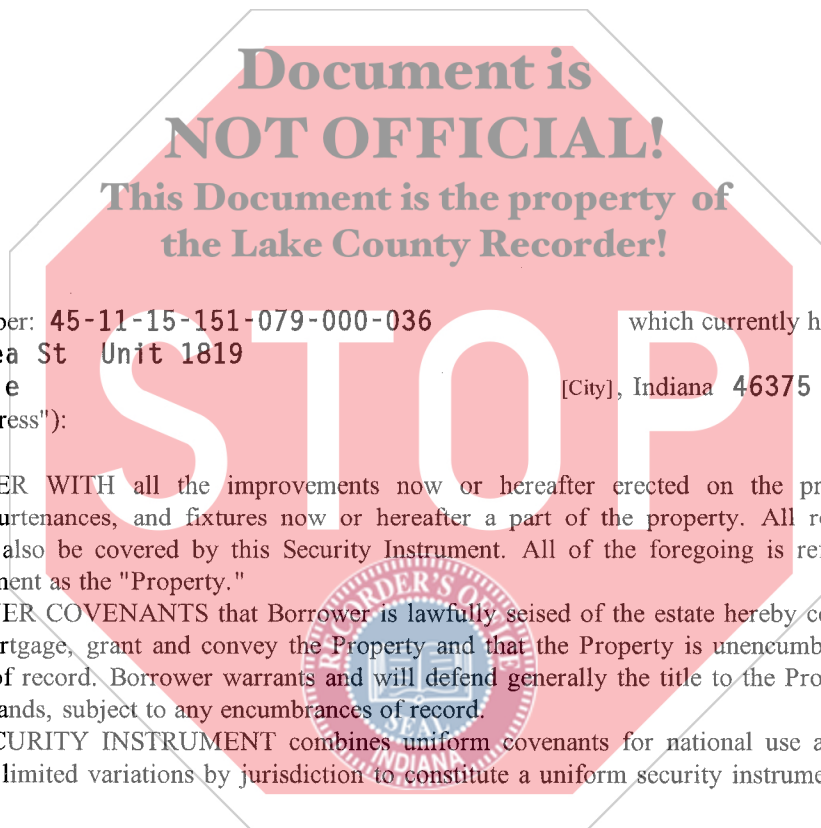 Document is
NOT OFFICIAL!
This Document is the property of
the Lake County Recorder!
ber: 45-11-15-151-079-000-036 which currently h
ea St Unit 1819
e [City], Indiana 46375
ress"):
STOP
ER WITH all the improvements now or hereafter erected on the pr
urtenances, and fixtures now or hereafter a part of the property. All r
also be covered by this Security Instrument. All of the foregoing is re
ment as the "Property."
ER COVENANTS that Borrower is lawfully seised of the estate hereby c
rtgage, grant and convey the Property and that the Property is unencumb
of record. Borrower warrants and will defend generally the title to the Pro
ands, subject to any encumbrances of record.
CURITY INSTRUMENT combines uniform covenants for national use a
limited variations by jurisdiction to constitute a uniform security instrume
RECORDER'S OFFICE
SEAL
INDIANA